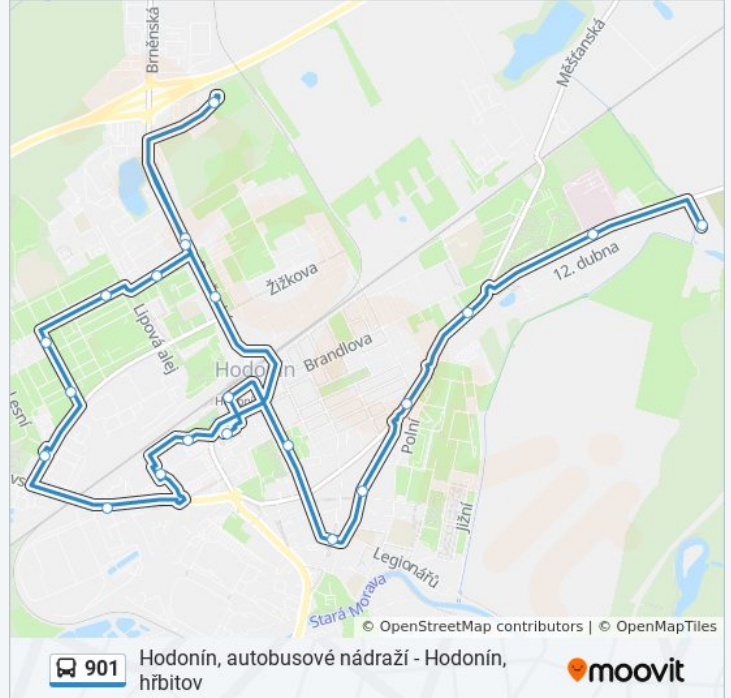 Brněnská
Měšťanská
12. dubna
Žižkova
Lipová alej
Brandlova
Hodonín
Lesní
Polní
Jižní
Legionářů
Stará Morava
© OpenStreetMap contributors | © OpenMapTiles
901
Hodonín, autobusové nádraží - Hodonín,
hřbitov
moovit